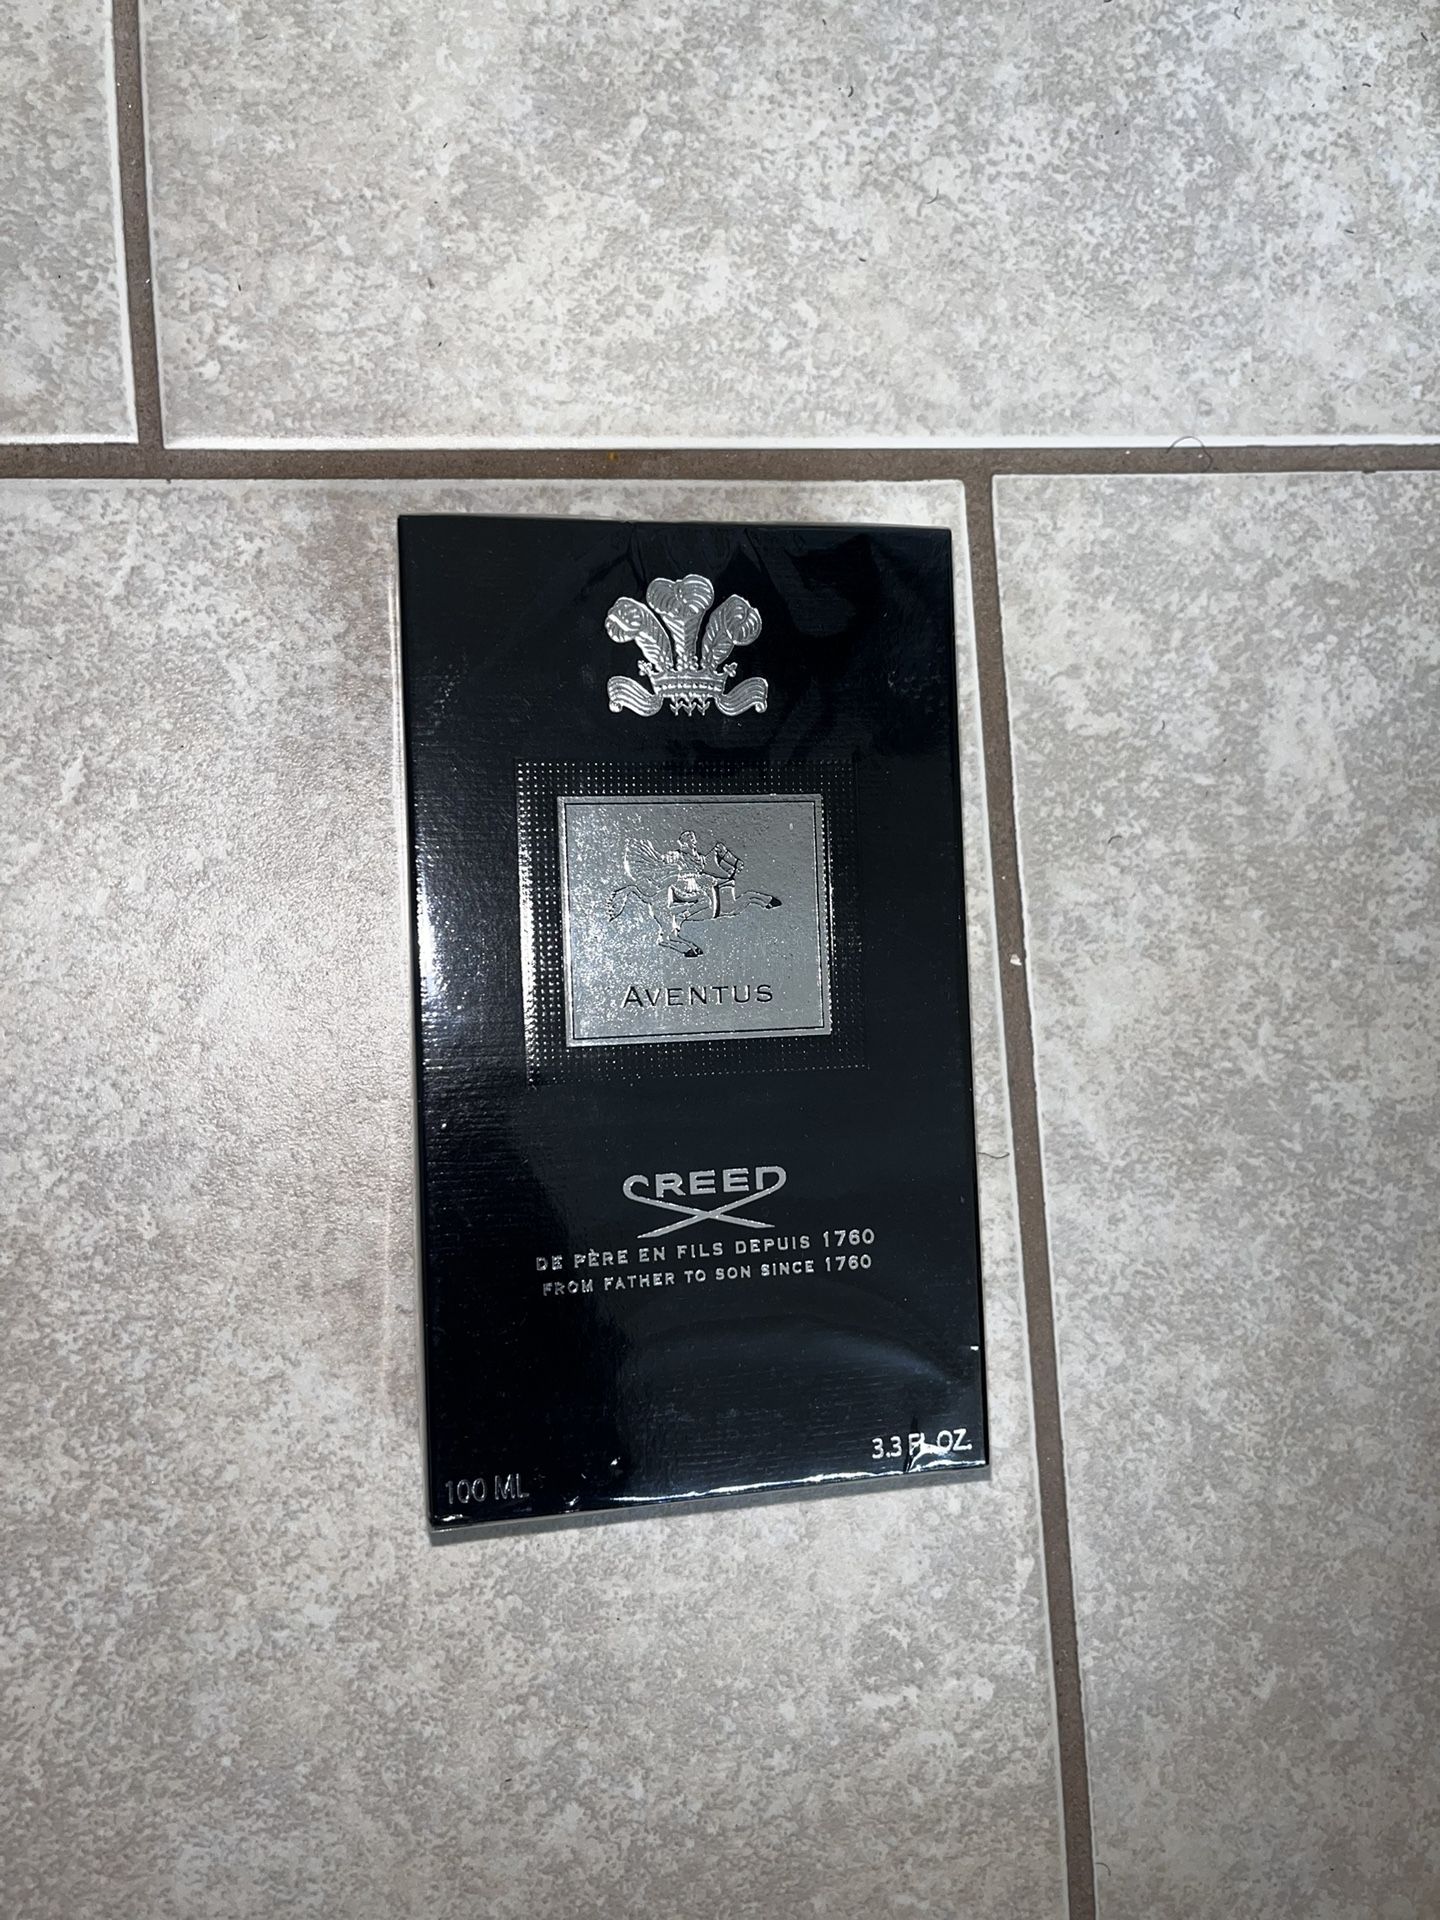 AVENTUS
CREED
DE PÈRE EN FILS DEPUIS 1760
FROM FATHER TO SON SINCE 1760
3.3 FL.OZ.
100 ML